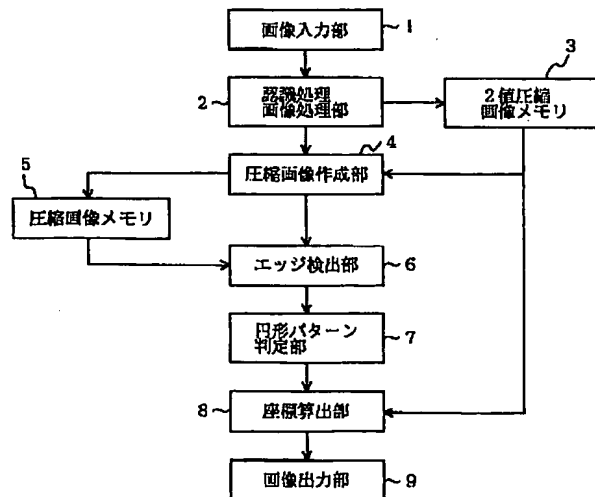 画像入力部
1
3
認識処理
画像処理部
2
2値圧縮
画像メモリ
4
圧縮画像作成部
5
圧縮画像メモリ
エッジ検出部
6
円形パターン
判定部
7
座標算出部
8
画像出力部
9